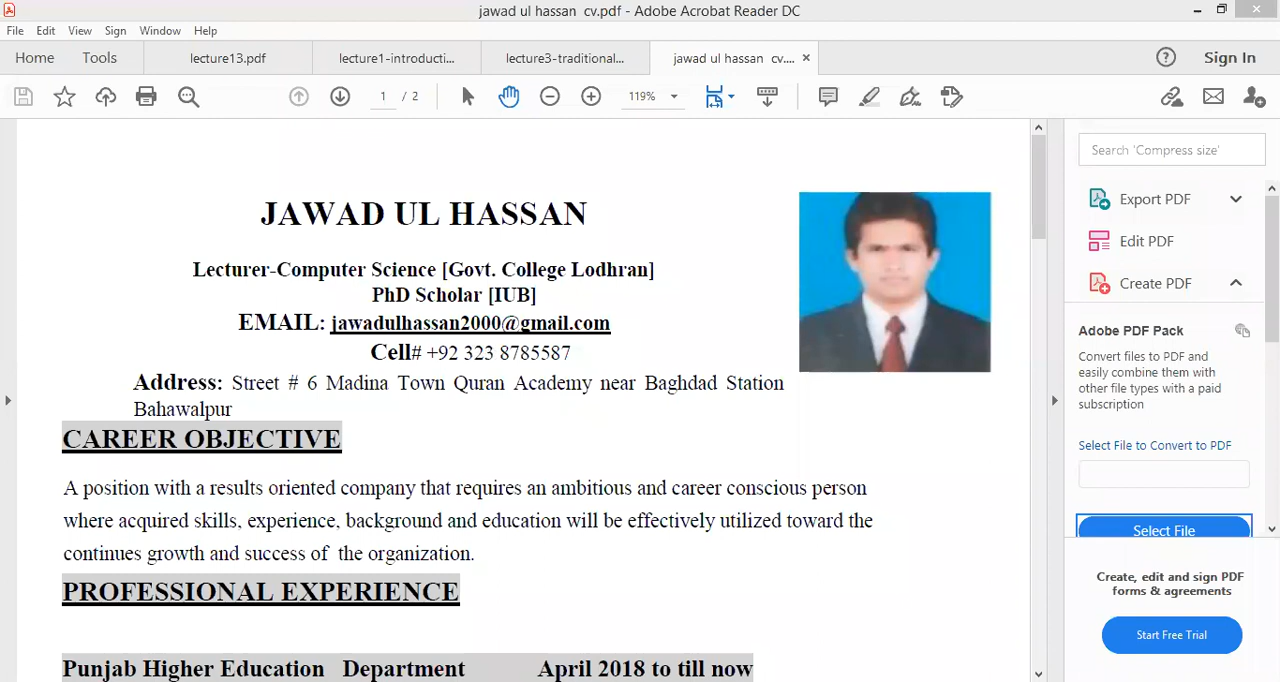 jawad ul hassan  cv.pdf - Adobe Acrobat Reader DC
File Edit View Sign Window Help
Home Tools lecture13.pdf lecture1-introducti... lecture3-traditional... jawad ul hassan  cv.... × Sign In
1 / 2 119%
Search 'Compress size'
Export PDF
Edit PDF
Create PDF
Adobe PDF Pack
Convert files to PDF and
easily combine them with
other file types with a paid
subscription
Select File to Convert to PDF
Select File
Create, edit and sign PDF
forms & agreements
Start Free Trial
JAWAD UL HASSAN
Lecturer-Computer Science [Govt. College Lodhran]
PhD Scholar [IUB]
EMAIL: jawadulhassan2000@gmail.com
Cell# +92 323 8785587
Address: Street # 6 Madina Town Quran Academy near Baghdad Station
Bahawalpur
CAREER OBJECTIVE
A position with a results oriented company that requires an ambitious and career conscious person
where acquired skills, experience, background and education will be effectively utilized toward the
continues growth and success of  the organization.
PROFESSIONAL EXPERIENCE
Punjab Higher Education   Department   April 2018 to till now